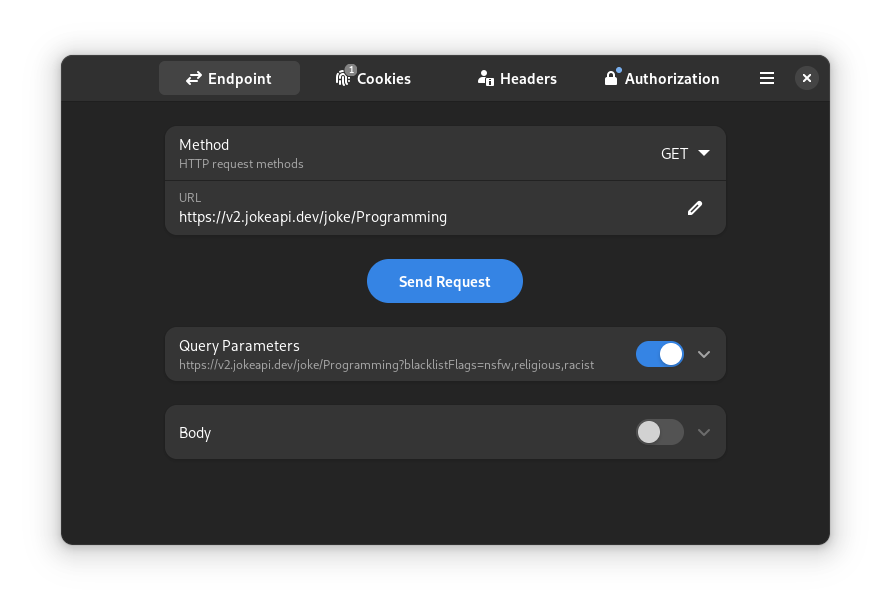 Endpoint
1
Cookies
Headers
Authorization
Method
HTTP request methods
GET
URL
https://v2.jokeapi.dev/joke/Programming
Send Request
Query Parameters
https://v2.jokeapi.dev/joke/Programming?blacklistFlags=nsfw,religious,racist
Body